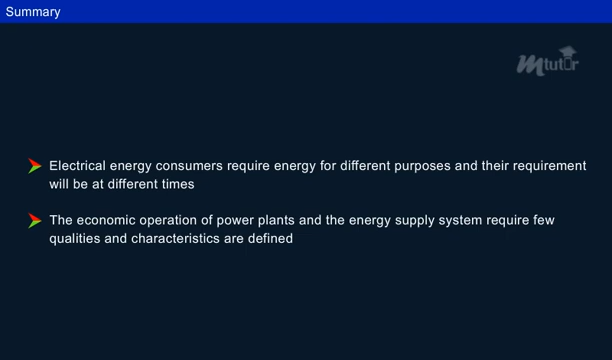 Summary
mtutor
Electrical energy consumers require energy for different purposes and their requirement
will be at different times
The economic operation of power plants and the energy supply system require few
qualities and characteristics are defined